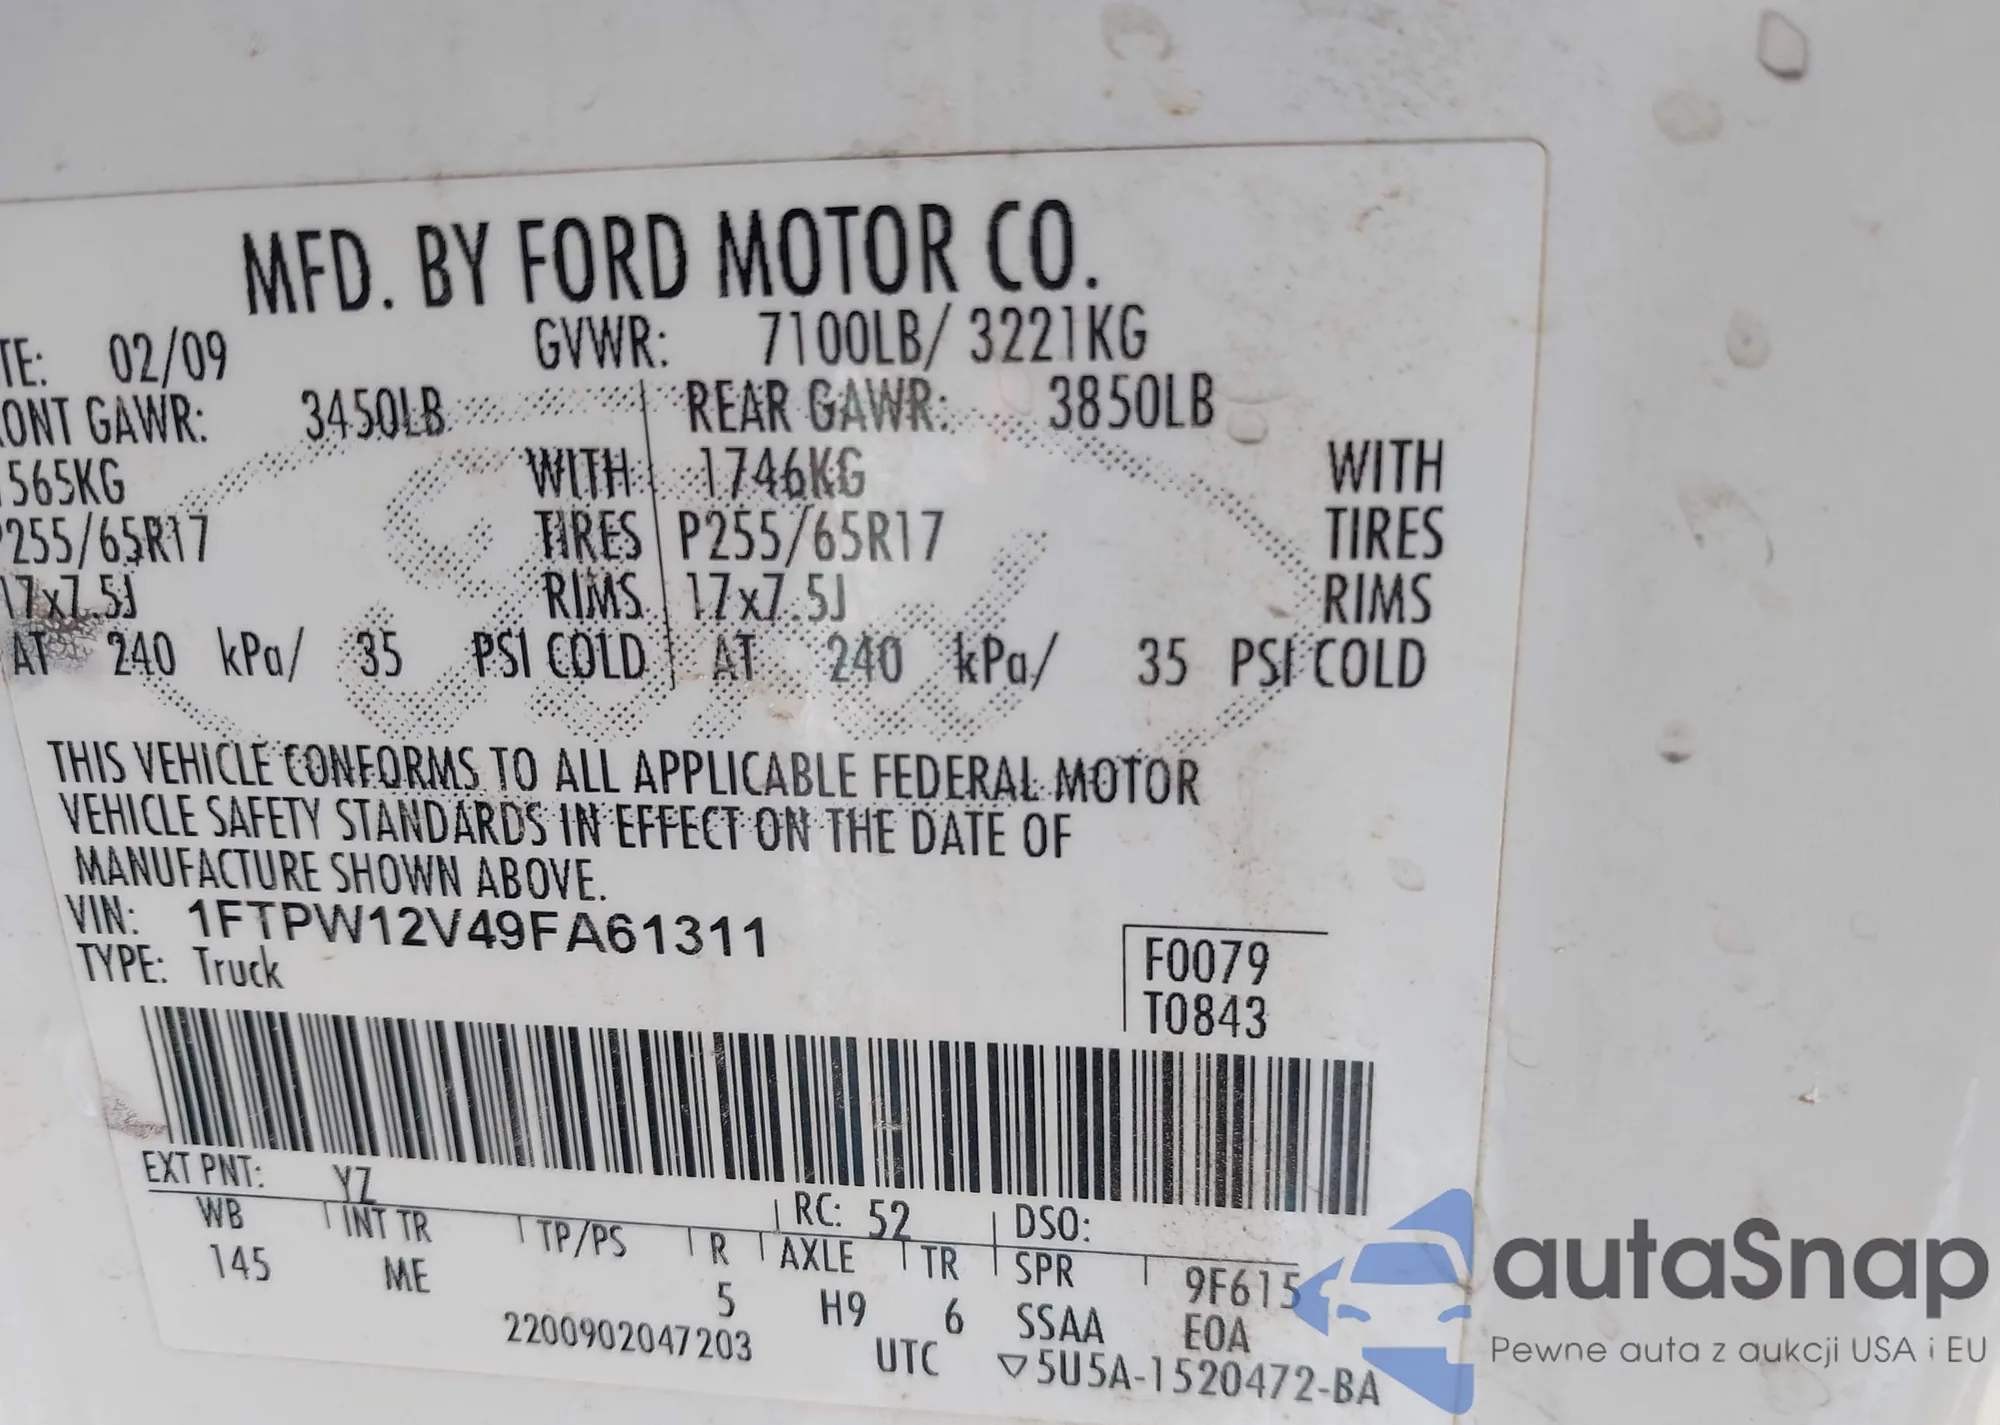 MFD. BY FORD MOTOR CO.
TE: 02/09 GVWR: 7100LB/ 3221KG
ONT GAWR: 3450LB REAR GAWR: 3850LB
1565KG WITH 1746KG WITH
P255/65R17 TIRES P255/65R17 TIRES
17x7.5J RIMS 17x7.5J RIMS
AT 240 kPa/ 35 PSI COLD AT 240 kPa/ 35 PSI COLD
THIS VEHICLE CONFORMS TO ALL APPLICABLE FEDERAL MOTOR
VEHICLE SAFETY STANDARDS IN EFFECT ON THE DATE OF
MANUFACTURE SHOWN ABOVE.
VIN: 1FTPW12V49FA61311
TYPE: Truck
F0079
T0843
EXT PNT: YZ RC: 52 DSO:
WB INT TR TP/PS R AXLE TR SPR 9F615
145 ME 5 H9 6 SSAA E0A
2200902047203 UTC ▽5U5A-1520472-BA
autaSnap
Pewne auta z aukcji USA i EU